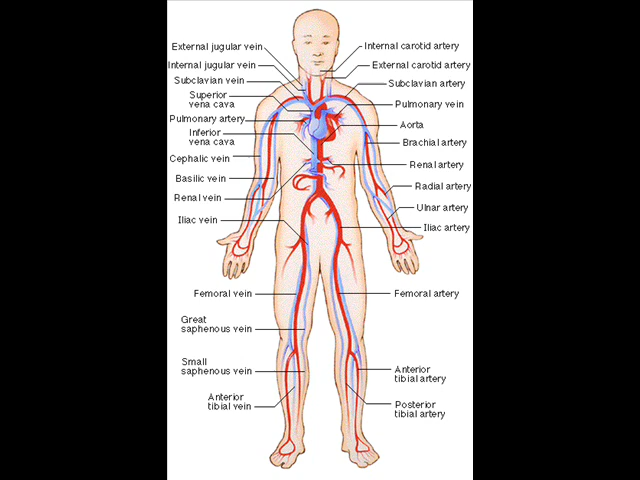 External jugular vein
Internal jugular vein
Subclavian vein
Superior
vena cava
Pulmonary artery
Inferior
vena cava
Cephalic vein
Basilic vein
Renal vein
Iliac vein
Femoral vein
Great
saphenous vein
Small
saphenous vein
Anterior
tibial vein
Internal carotid artery
External carotid artery
Subclavian artery
Pulmonary vein
Aorta
Brachial artery
Renal artery
Radial artery
Ulnar artery
Iliac artery
Femoral artery
Anterior
tibial artery
Posterior
tibial artery